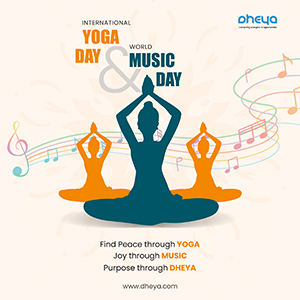 INTERNATIONAL
YOGA
DAY
&
WORLD
MUSIC
DAY
DHEYA
Find Peace through YOGA
Joy through MUSIC
Purpose through DHEYA
www.dheya.com